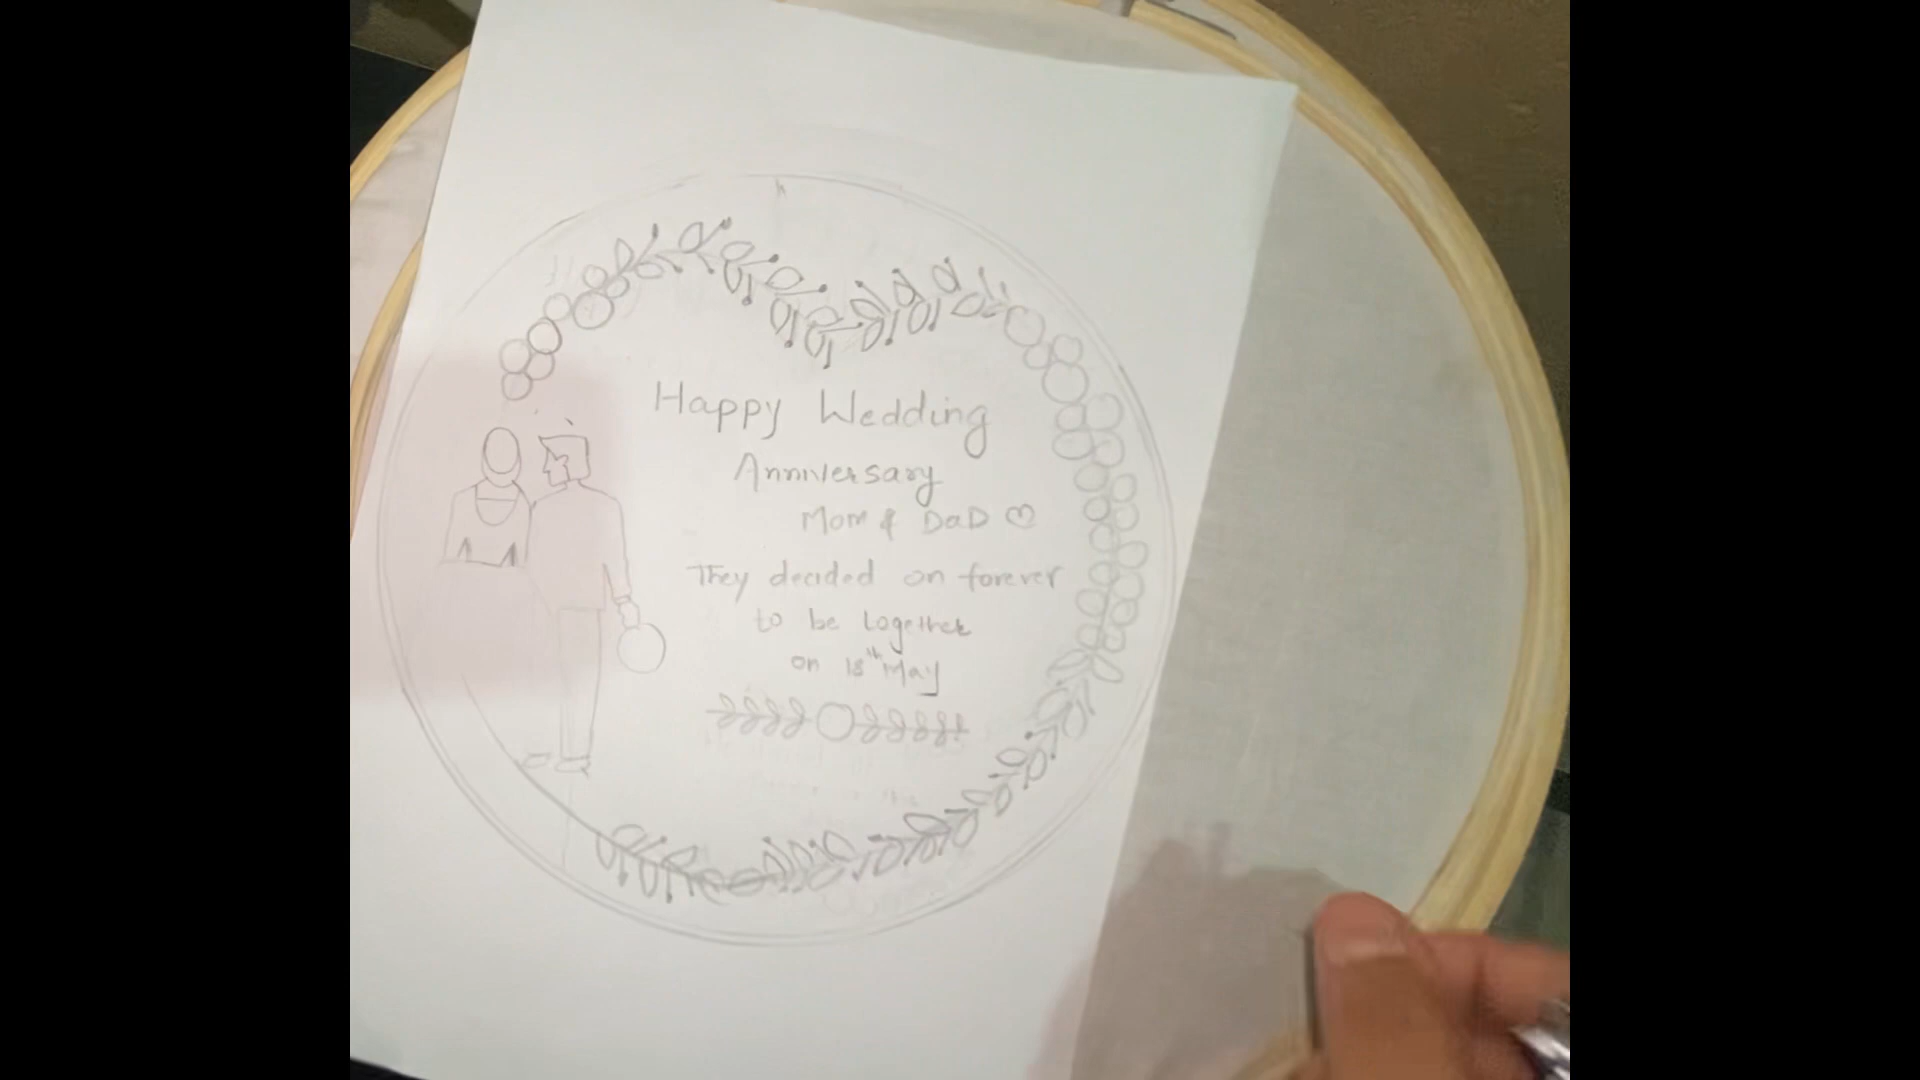 Happy Wedding
Anniversary
Mom & DaD ♡
They decided on forever
to be together
on 18th May